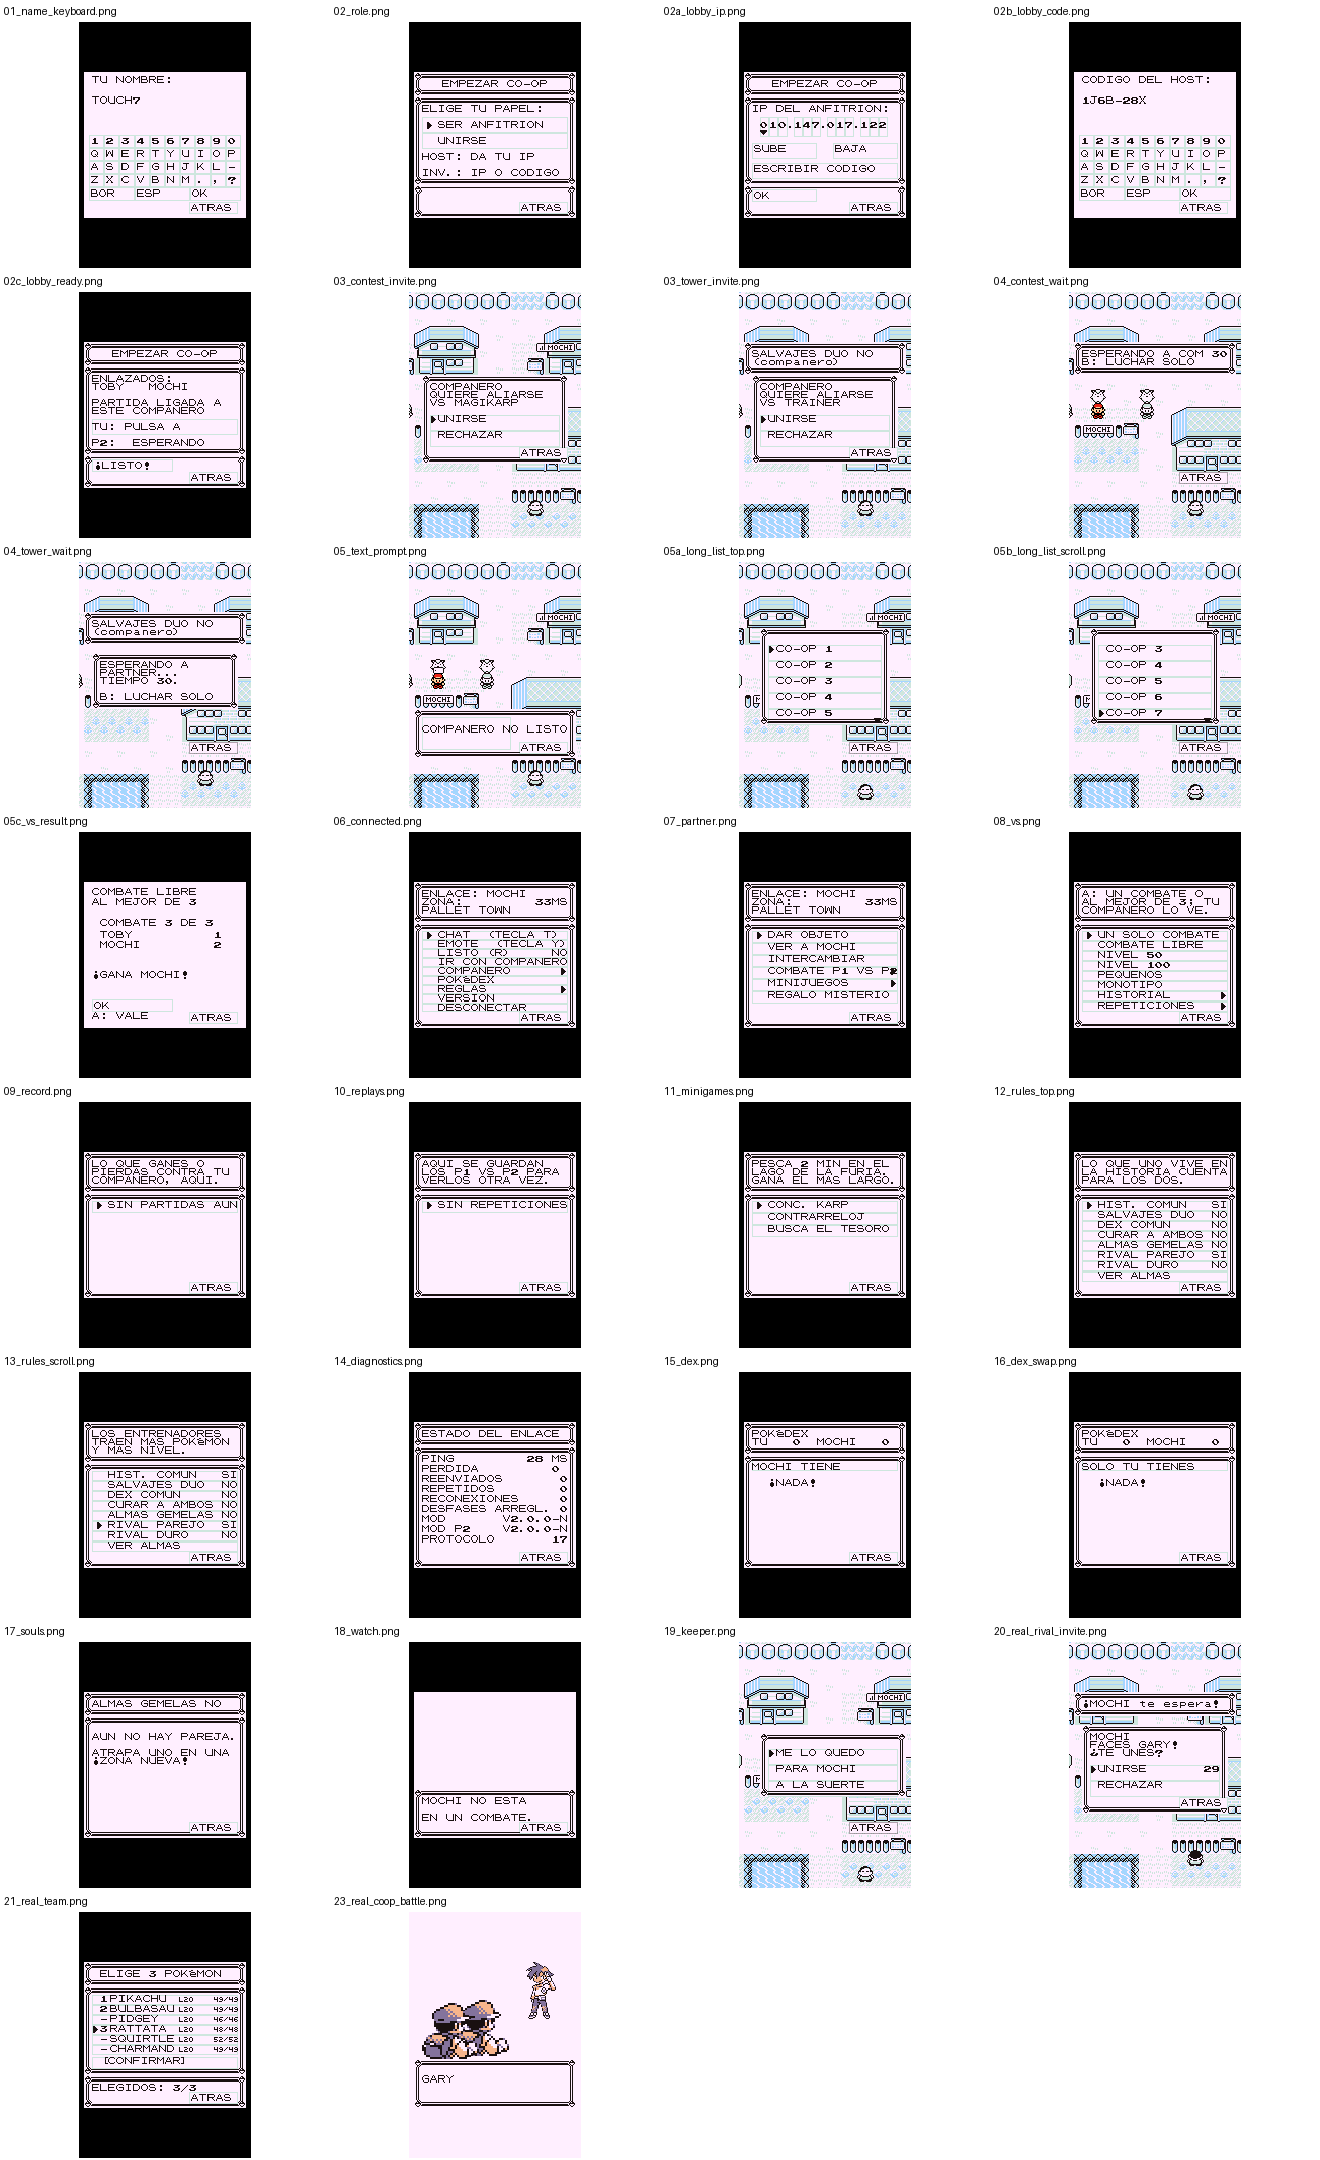 01_name_keyboard.png
TU NOMBRE:
TOUCH7
1 2 3 4 5 6 7 8 9 0
Q W E R T Y U I O P
A S D F G H J K L -
Z X C V B N M . , ?
BOR ESP OK
ATRAS
02_role.png
EMPEZAR CO-OP
ELIGE TU PAPEL:
SER ANFITRION
UNIRSE
HOST: DA TU IP
INV.: IP O CODIGO
ATRAS
02a_lobby_ip.png
EMPEZAR CO-OP
IP DEL ANFITRION:
010.147.017.122
SUBE BAJA
ESCRIBIR CODIGO
OK
ATRAS
02b_lobby_code.png
CODIGO DEL HOST:
1J6B-28X
1 2 3 4 5 6 7 8 9 0
Q W E R T Y U I O P
A S D F G H J K L -
Z X C V B N M . , ?
BOR ESP OK
ATRAS
02c_lobby_ready.png
EMPEZAR CO-OP
ENLAZADOS:
TOBY MOCHI
PARTIDA LIGADA A
ESTE COMPANERO
TU: PULSA A
P2: ESPERANDO
¡LISTO!
ATRAS
03_contest_invite.png
MOCHI
COMPANERO
QUIERE ALIARSE
VS MAGIKARP
UNIRSE
RECHAZAR
ATRAS
03_tower_invite.png
SALVAJES DUO NO
(companero)
COMPANERO
QUIERE ALIARSE
VS TRAINER
UNIRSE
RECHAZAR
ATRAS
04_contest_wait.png
ESPERANDO A COM 30
B: LUCHAR SOLO
MOCHI
ATRAS
04_tower_wait.png
SALVAJES DUO NO
(companero)
ESPERANDO A
PARTNER...
TIEMPO 30.
B: LUCHAR SOLO
ATRAS
05_text_prompt.png
MOCHI
MOCHI
COMPANERO NO LISTO
ATRAS
05a_long_list_top.png
MOCHI
CO-OP 1
CO-OP 2
CO-OP 3
CO-OP 4
CO-OP 5
ATRAS
05b_long_list_scroll.png
MOCHI
CO-OP 3
CO-OP 4
CO-OP 5
CO-OP 6
CO-OP 7
ATRAS
05c_vs_result.png
COMBATE LIBRE
AL MEJOR DE 3
COMBATE 3 DE 3
TOBY 1
MOCHI 2
¡GANA MOCHI!
OK
A: VALE
ATRAS
06_connected.png
ENLACE: MOCHI
ZONA: 33MS
PALLET TOWN
CHAT (TECLA T)
EMOTE (TECLA Y)
LISTO (R) NO
IR CON COMPANERO
COMPANERO
POKéDEX
REGLAS
VERSION
DESCONECTAR
ATRAS
07_partner.png
ENLACE: MOCHI
ZONA: 33MS
PALLET TOWN
DAR OBJETO
VER A MOCHI
INTERCAMBIAR
COMBATE P1 VS P2
MINIJUEGOS
REGALO MISTERIO
ATRAS
08_vs.png
A: UN COMBATE O
AL MEJOR DE 3; TU
COMPANERO LO VE.
UN SOLO COMBATE
COMBATE LIBRE
NIVEL 50
NIVEL 100
PEQUENOS
MONOTIPO
HISTORIAL
REPETICIONES
ATRAS
09_record.png
LO QUE GANES O
PIERDAS CONTRA TU
COMPANERO, AQUI.
SIN PARTIDAS AUN
ATRAS
10_replays.png
AQUI SE GUARDAN
LOS P1 VS P2 PARA
VERLOS OTRA VEZ.
SIN REPETICIONES
ATRAS
11_minigames.png
PESCA 2 MIN EN EL
LAGO DE LA FURIA.
GANA EL MAS LARGO.
CONC. KARP
CONTRARRELOJ
BUSCA EL TESORO
ATRAS
12_rules_top.png
LO QUE UNO VIVE EN
LA HISTORIA CUENTA
PARA LOS DOS.
HIST. COMUN SI
SALVAJES DUO NO
DEX COMUN NO
CURAR A AMBOS NO
ALMAS GEMELAS NO
RIVAL PAREJO SI
RIVAL DURO NO
VER ALMAS
ATRAS
13_rules_scroll.png
LOS ENTRENADORES
TRAEN MAS POKéMON
Y MAS NIVEL.
HIST. COMUN SI
SALVAJES DUO NO
DEX COMUN NO
CURAR A AMBOS NO
ALMAS GEMELAS NO
RIVAL PAREJO SI
RIVAL DURO NO
VER ALMAS
ATRAS
14_diagnostics.png
ESTADO DEL ENLACE
PING 28 MS
PERDIDA 0
REENVIADOS 0
REPETIDOS 0
RECONEXIONES 0
DESFASES ARREGL. 0
MOD V2.0.0-N
MOD P2 V2.0.0-N
PROTOCOLO 17
ATRAS
15_dex.png
POKéDEX
TU 0 MOCHI 0
MOCHI TIENE
¡NADA!
ATRAS
16_dex_swap.png
POKéDEX
TU 0 MOCHI 0
SOLO TU TIENES
¡NADA!
ATRAS
17_souls.png
ALMAS GEMELAS NO
AUN NO HAY PAREJA.
ATRAPA UNO EN UNA
¡ZONA NUEVA!
ATRAS
18_watch.png
MOCHI NO ESTA
EN UN COMBATE.
ATRAS
19_keeper.png
MOCHI
ME LO QUEDO
PARA MOCHI
A LA SUERTE
ATRAS
20_real_rival_invite.png
¡MOCHI te espera!
MOCHI
FACES GARY!
¿TE UNES?
UNIRSE 29
RECHAZAR
ATRAS
21_real_team.png
ELIGE 3 POKéMON
1 PIKACHU L20 49/49
2 BULBASAU L20 49/49
- PIDGEY L20 46/46
3 RATTATA L20 48/48
- SQUIRTLE L20 52/52
- CHARMAND L20 49/49
[CONFIRMAR]
ELEGIDOS: 3/3
ATRAS
23_real_coop_battle.png
GARY